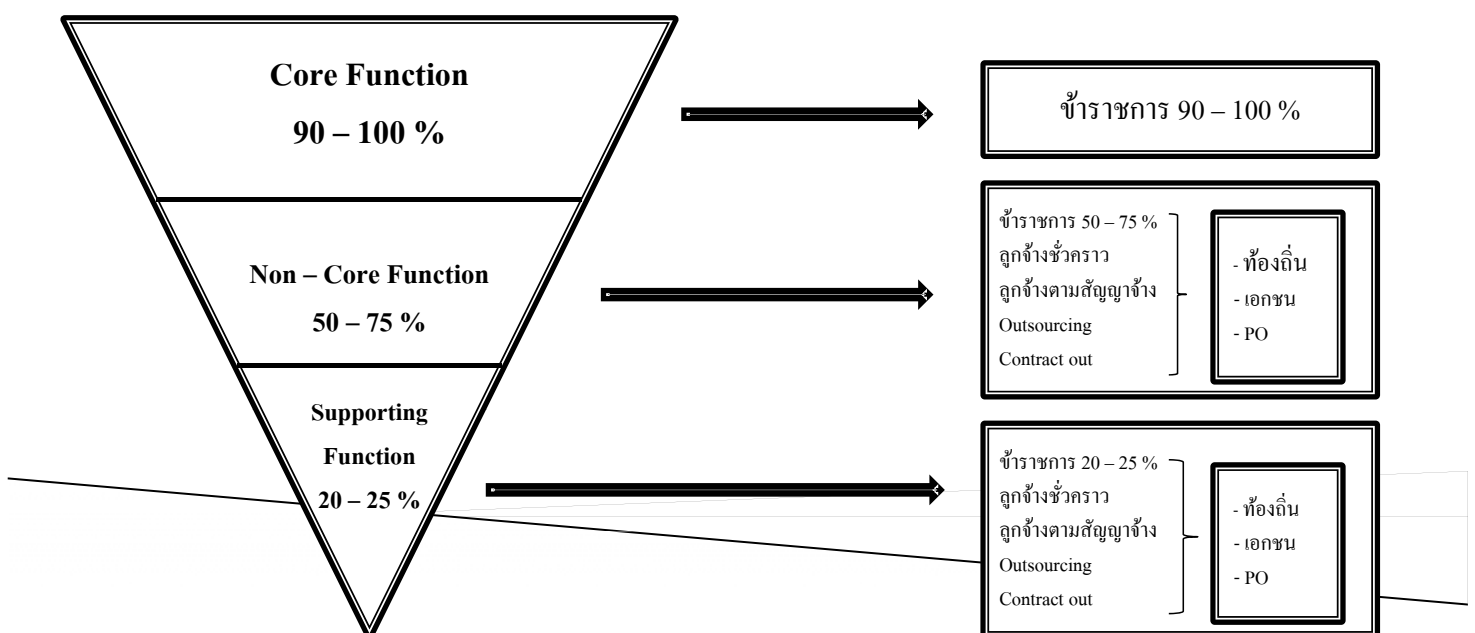 Core Function
90 – 100 %
ข้าราชการ 90 – 100 %
Non – Core Function
50 – 75 %
ข้าราชการ 50 – 75 %
ลูกจ้างชั่วคราว
ลูกจ้างตามสัญญาจ้าง
Outsourcing
Contract out
- ท้องถิ่น
- เอกชน
- PO
Supporting
Function
20 – 25 %
ข้าราชการ 20 – 25 %
ลูกจ้างชั่วคราว
ลูกจ้างตามสัญญาจ้าง
Outsourcing
Contract out
- ท้องถิ่น
- เอกชน
- PO